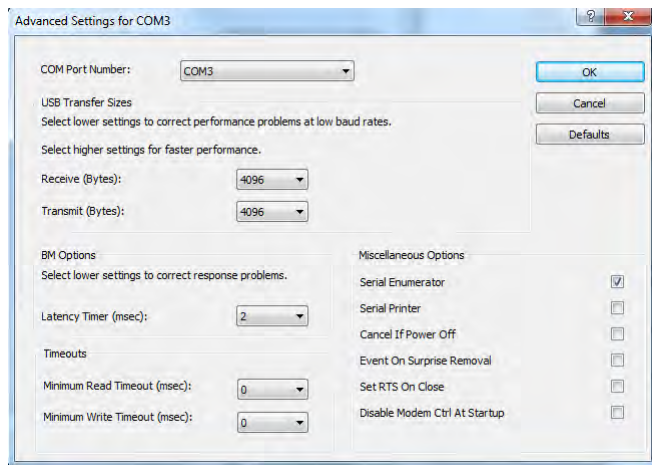 Advanced Settings for COM3
COM Port Number: COM3
OK
USB Transfer Sizes
Cancel
Select lower settings to correct performance problems at low baud rates.
Defaults
Select higher settings for faster performance.
Receive (Bytes): 4096
Transmit (Bytes): 4096
BM Options
Select lower settings to correct response problems.
Latency Timer (msec): 2
Timeouts
Minimum Read Timeout (msec): 0
Minimum Write Timeout (msec): 0
Miscellaneous Options
Serial Enumerator
Serial Printer
Cancel If Power Off
Event On Surprise Removal
Set RTS On Close
Disable Modem Ctrl At Startup